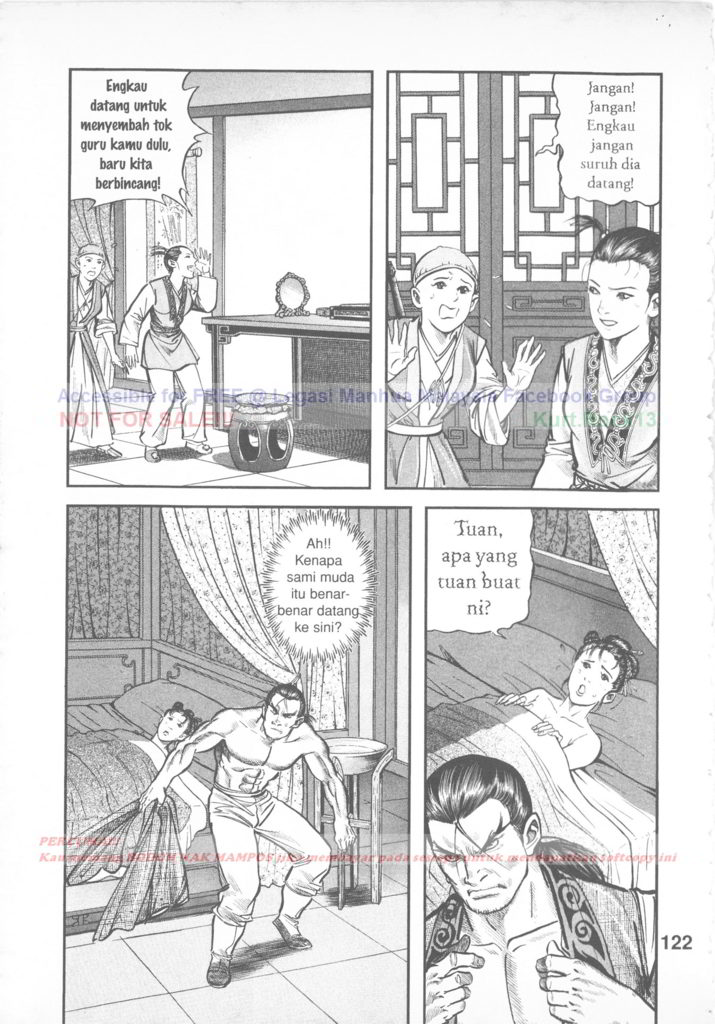 Engkau
datang untuk
menyembah tok
guru kamu dulu,
baru kita
berbincang!
Jangan!
Jangan!
Engkau
jangan
suruh dia
datang!
Accessible for FREE @ Legasi Manhua Malaysia Facebook Group
NOT FOR SALE!!
Ah!!
Kenapa
sami muda
itu benar-
benar datang
ke sini?
Tuan,
apa yang
tuan buat
ni?
PERCUMA!!
122